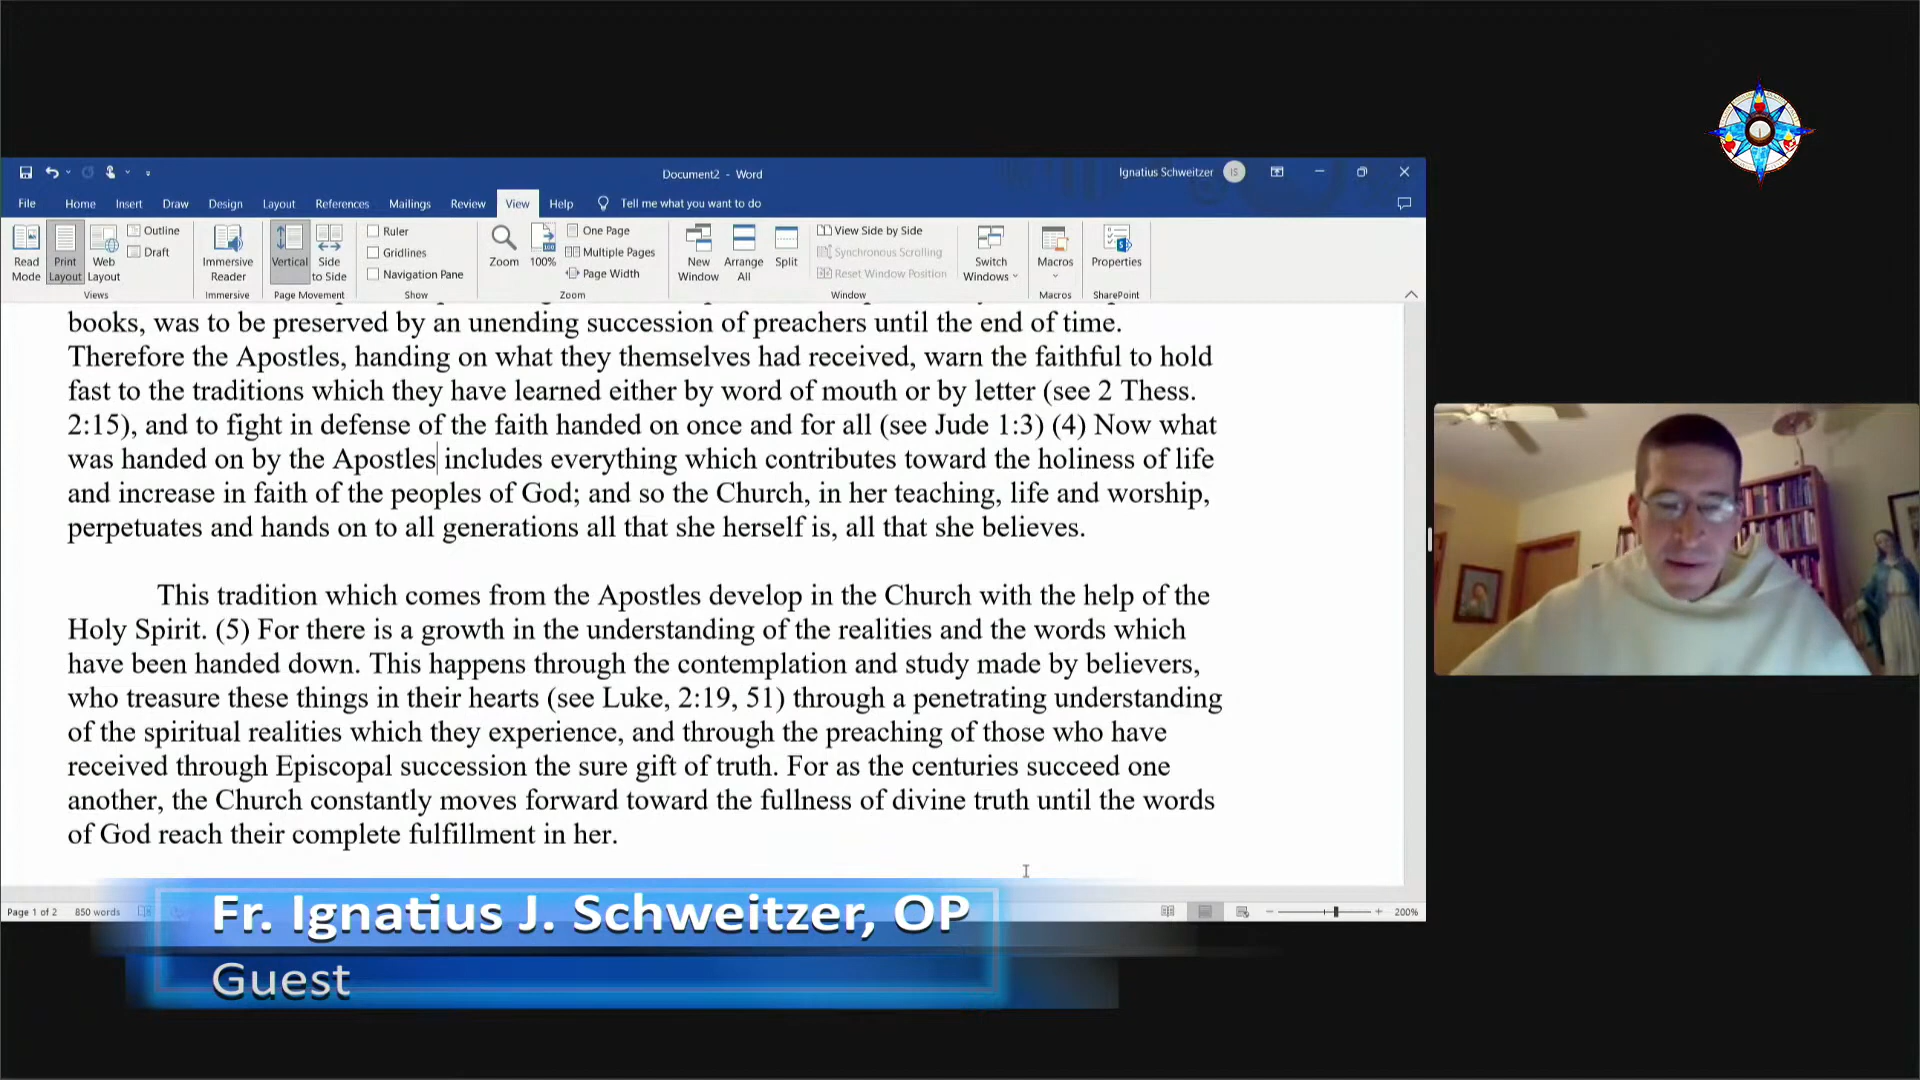 Document2 - Word
Ignatius Schweitzer
IS
File Home Insert Draw Design Layout References Mailings Review View Help Tell me what you want to do
Read Mode
Print Layout
Web Layout
Outline
Draft
Views
Immersive Reader
Immersive
Vertical
Side to Side
Page Movement
Ruler
Gridlines
Navigation Pane
Show
Zoom
100%
One Page
Multiple Pages
Page Width
Zoom
New Window
Arrange All
Split
View Side by Side
Synchronous Scrolling
Reset Window Position
Switch Windows
Window
Macros
Macros
Properties
SharePoint
books, was to be preserved by an unending succession of preachers until the end of time.
Therefore the Apostles, handing on what they themselves had received, warn the faithful to hold
fast to the traditions which they have learned either by word of mouth or by letter (see 2 Thess.
2:15), and to fight in defense of the faith handed on once and for all (see Jude 1:3) (4) Now what
was handed on by the Apostles includes everything which contributes toward the holiness of life
and increase in faith of the peoples of God; and so the Church, in her teaching, life and worship,
perpetuates and hands on to all generations all that she herself is, all that she believes.
This tradition which comes from the Apostles develop in the Church with the help of the
Holy Spirit. (5) For there is a growth in the understanding of the realities and the words which
have been handed down. This happens through the contemplation and study made by believers,
who treasure these things in their hearts (see Luke, 2:19, 51) through a penetrating understanding
of the spiritual realities which they experience, and through the preaching of those who have
received through Episcopal succession the sure gift of truth. For as the centuries succeed one
another, the Church constantly moves forward toward the fullness of divine truth until the words
of God reach their complete fulfillment in her.
Page 1 of 2 850 words
200%
Fr. Ignatius J. Schweitzer, OP
Guest